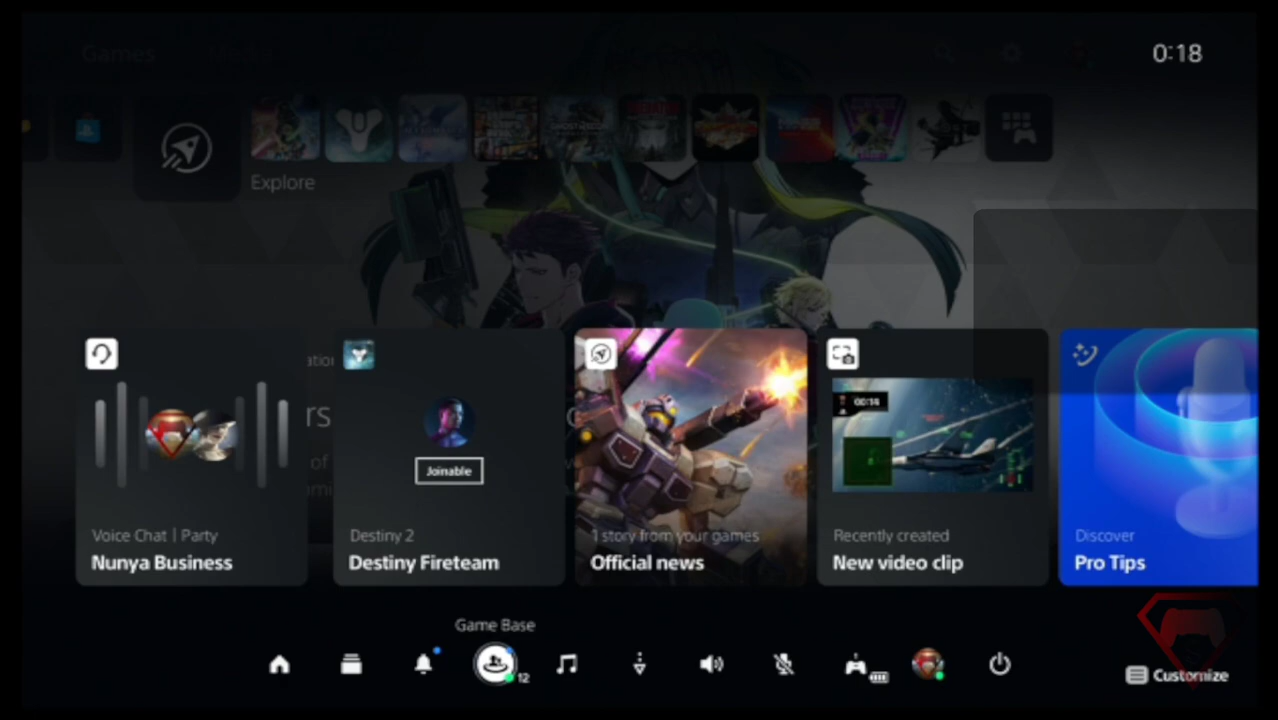 Games
0:18
Explore
Joinable
00:14
Voice Chat | Party
Nunya Business
Destiny 2
Destiny Fireteam
1 story from your games
Official news
Recently created
New video clip
Discover
Pro Tips
Game Base
12
Customize